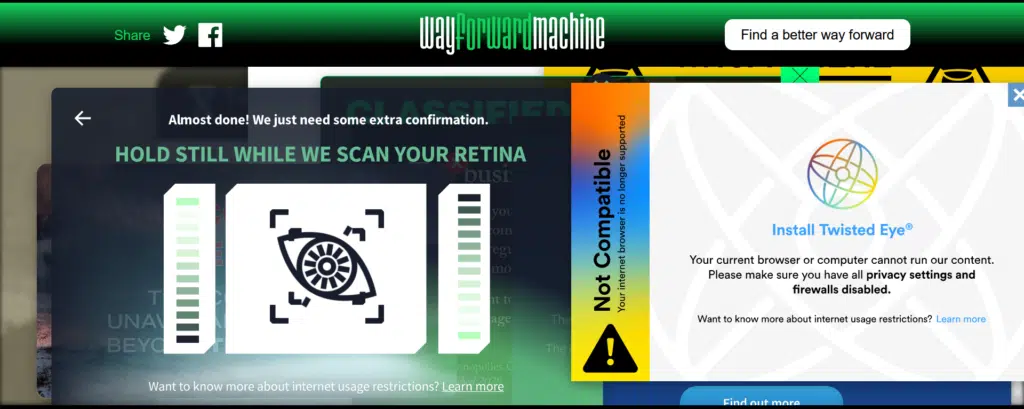 Share
wayforwardmachine
Find a better way forward
CLASSIFIED
Almost done! We just need some extra confirmation.
HOLD STILL WHILE WE SCAN YOUR RETINA
Want to know more about internet usage restrictions? Learn more
Not Compatible
Your internet browser is no longer supported
Install Twisted Eye®
Your current browser or computer cannot run our content.
Please make sure you have all privacy settings and
firewalls disabled.
Want to know more about internet usage restrictions? Learn more
Find out more